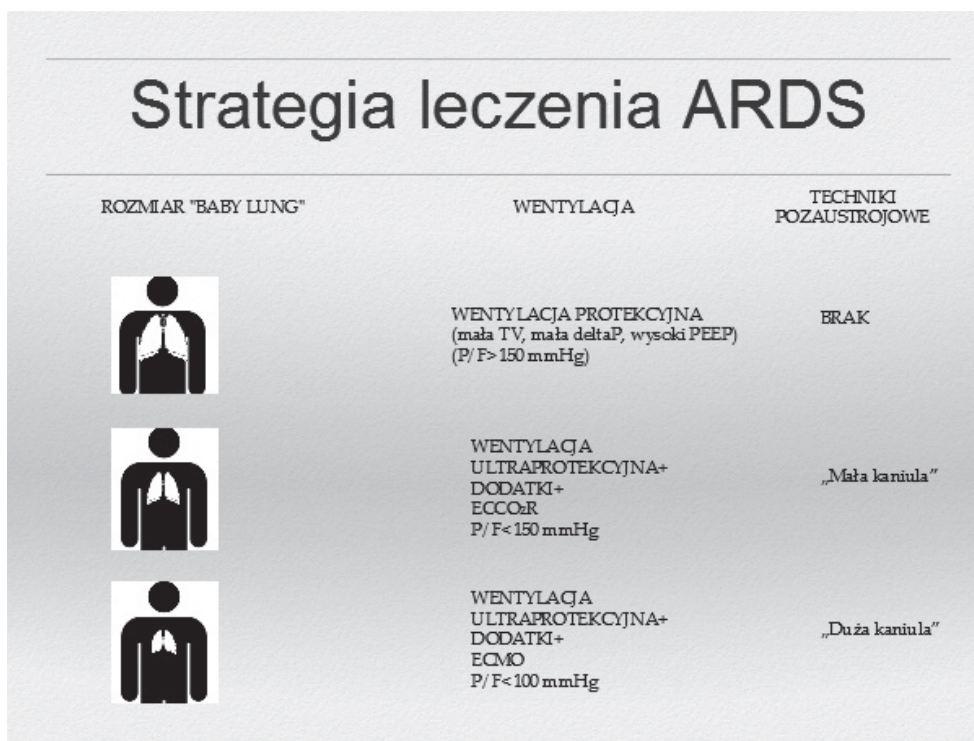 Strategia leczenia ARDS
ROZMIAR "BABY LUNG"
WENTYLACJA
TECHNIKI
POZAUSTROJOWE
WENTYLACJA PROTEKCYJNA
(mała TV, mała deltaP, wysoki PEEP)
(P/F>150 mmHg)
BRAK
WENTYLACJA
ULTRAPROTEKCYJNA+
DODATKI+
ECCO₂R
P/F<150 mmHg
„Mała kaniula”
WENTYLACJA
ULTRAPROTEKCYJNA+
DODATKI+
ECMO
P/F<100 mmHg
„Duża kaniula”